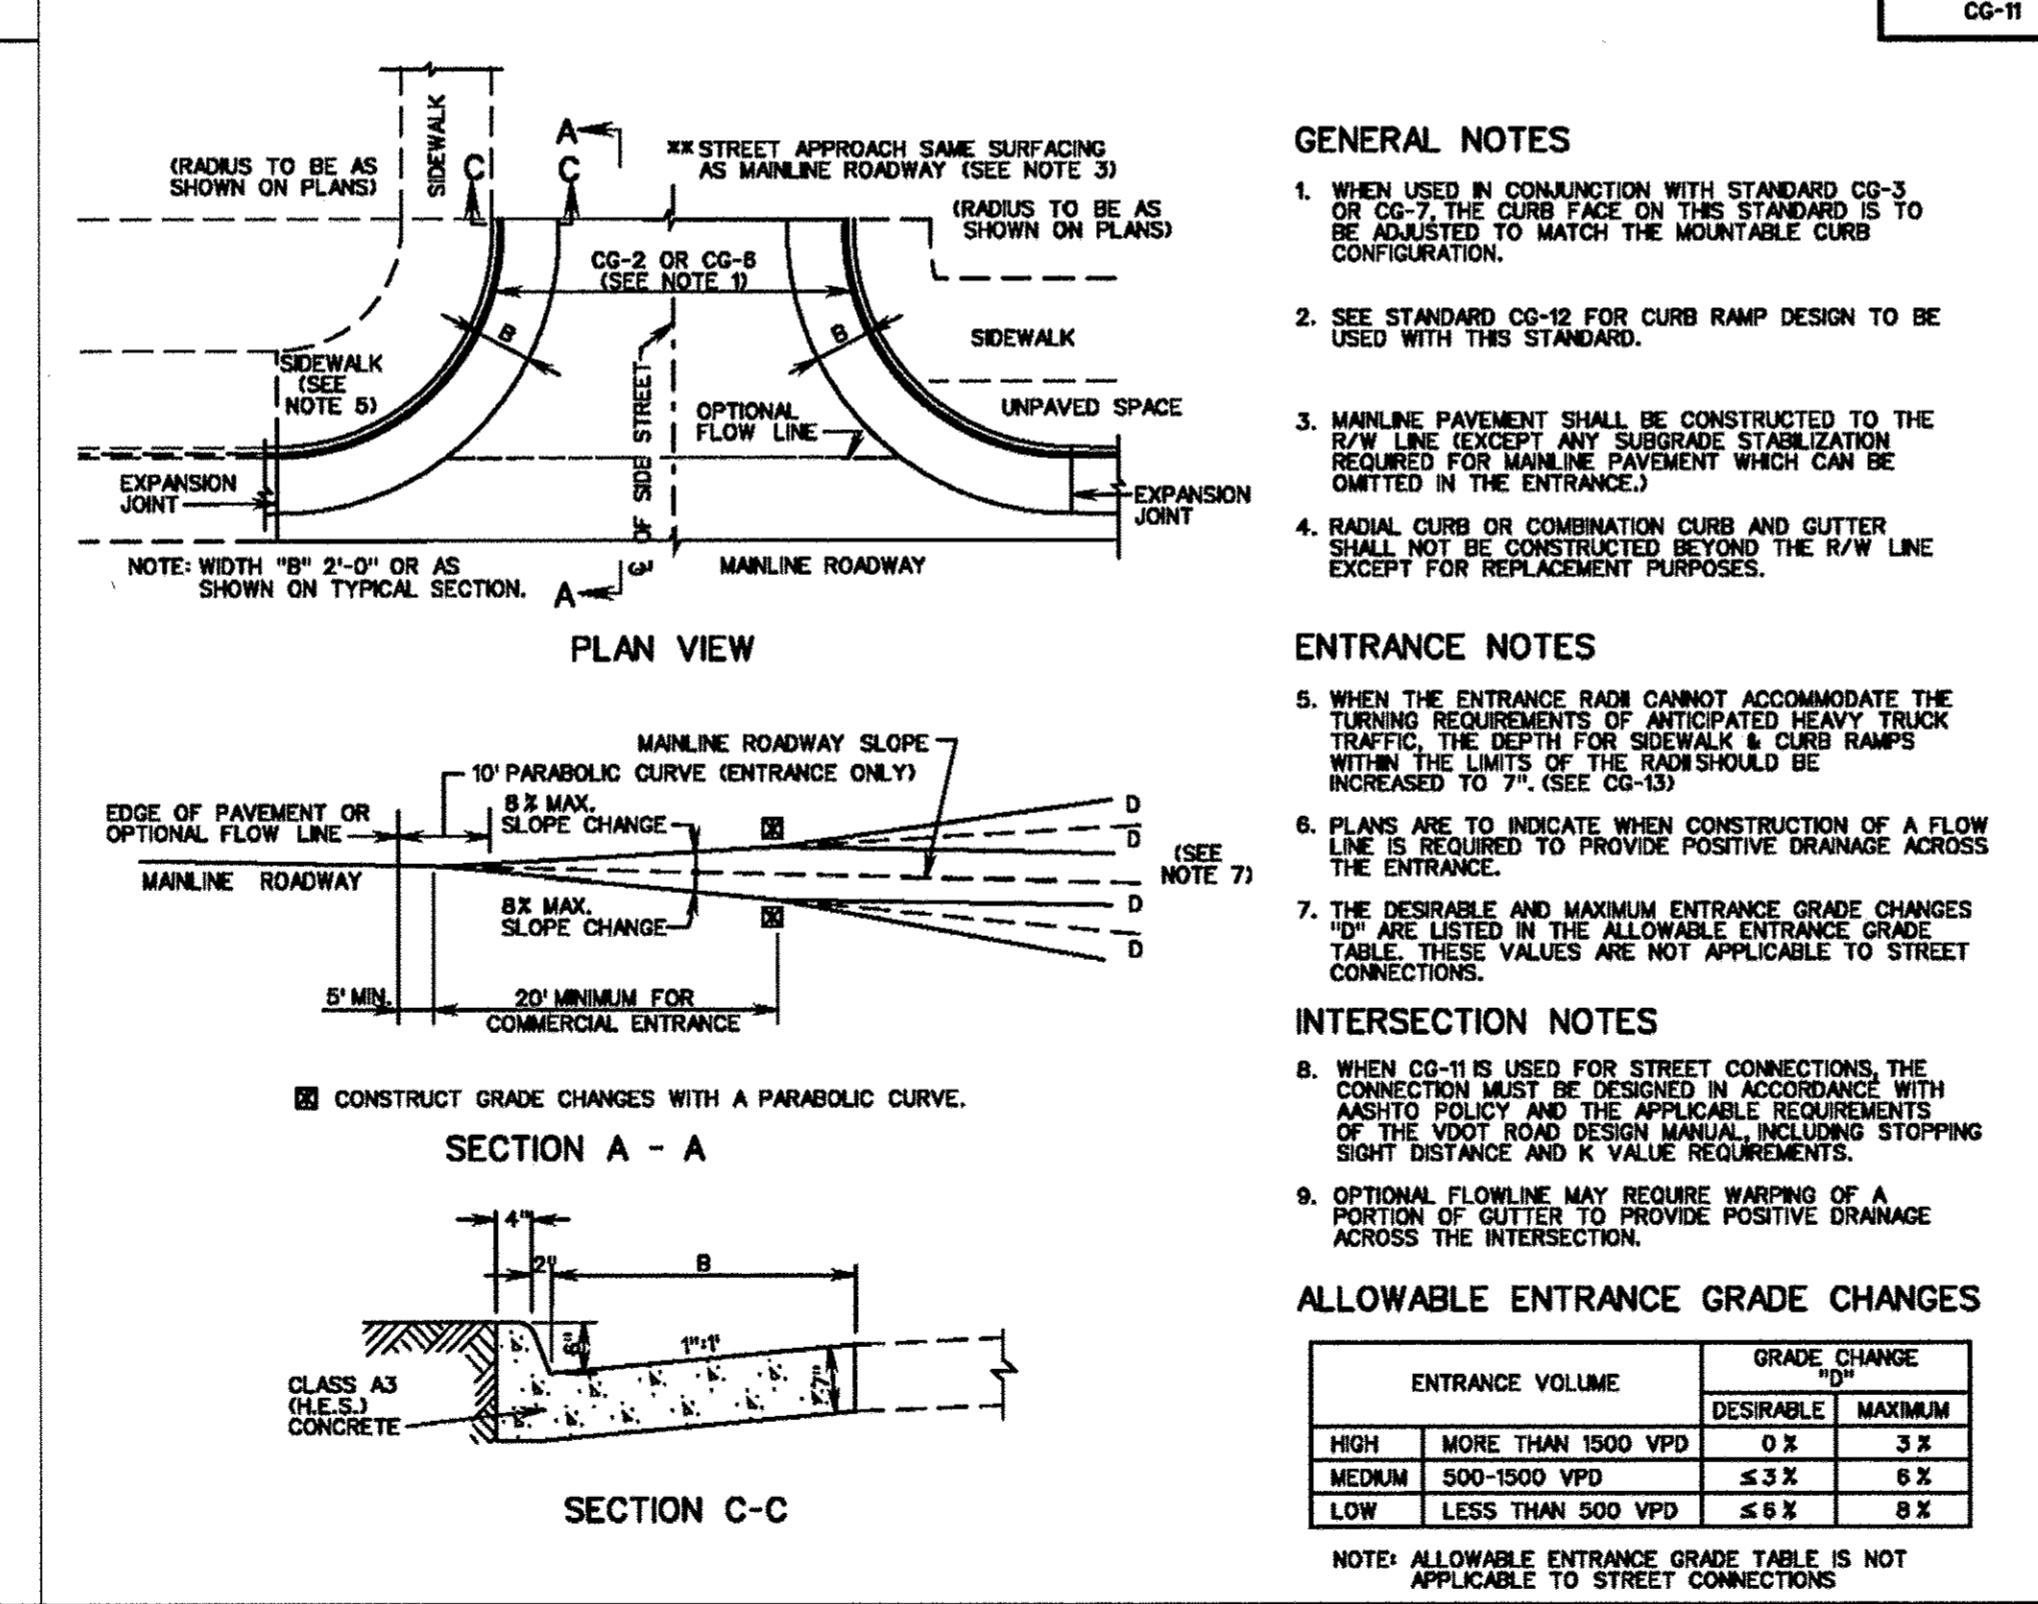 CG-11
SIDEWALK
A
C
C
(RADIUS TO BE AS
SHOWN ON PLANS)
** STREET APPROACH SAME SURFACING
AS MAINLINE ROADWAY (SEE NOTE 3)
(RADIUS TO BE AS
SHOWN ON PLANS)
CG-2 OR CG-6
(SEE NOTE 1)
B
B
SIDEWALK
SIDEWALK
(SEE
NOTE 5)
OPTIONAL
FLOW LINE
UNPAVED SPACE
℄ OF SIDE STREET
EXPANSION
JOINT
EXPANSION
JOINT
NOTE: WIDTH "B" 2'-0" OR AS
SHOWN ON TYPICAL SECTION.
A
MAINLINE ROADWAY
PLAN VIEW
MAINLINE ROADWAY SLOPE
10' PARABOLIC CURVE (ENTRANCE ONLY)
EDGE OF PAVEMENT OR
OPTIONAL FLOW LINE
8% MAX.
SLOPE CHANGE
D
D
(SEE
NOTE 7)
MAINLINE ROADWAY
8% MAX.
SLOPE CHANGE
D
D
5' MIN.
20' MINIMUM FOR
COMMERCIAL ENTRANCE
CONSTRUCT GRADE CHANGES WITH A PARABOLIC CURVE.
SECTION A - A
4"
2"
B
6"
1":1'
7"
CLASS A3
(H.E.S.)
CONCRETE
SECTION C-C
GENERAL NOTES
1. WHEN USED IN CONJUNCTION WITH STANDARD CG-3
OR CG-7, THE CURB FACE ON THIS STANDARD IS TO
BE ADJUSTED TO MATCH THE MOUNTABLE CURB
CONFIGURATION.
2. SEE STANDARD CG-12 FOR CURB RAMP DESIGN TO BE
USED WITH THIS STANDARD.
3. MAINLINE PAVEMENT SHALL BE CONSTRUCTED TO THE
R/W LINE (EXCEPT ANY SUBGRADE STABILIZATION
REQUIRED FOR MAINLINE PAVEMENT WHICH CAN BE
OMITTED IN THE ENTRANCE.)
4. RADIAL CURB OR COMBINATION CURB AND GUTTER
SHALL NOT BE CONSTRUCTED BEYOND THE R/W LINE
EXCEPT FOR REPLACEMENT PURPOSES.
ENTRANCE NOTES
5. WHEN THE ENTRANCE RADII CANNOT ACCOMMODATE THE
TURNING REQUIREMENTS OF ANTICIPATED HEAVY TRUCK
TRAFFIC, THE DEPTH FOR SIDEWALK & CURB RAMPS
WITHIN THE LIMITS OF THE RADII SHOULD BE
INCREASED TO 7". (SEE CG-13)
6. PLANS ARE TO INDICATE WHEN CONSTRUCTION OF A FLOW
LINE IS REQUIRED TO PROVIDE POSITIVE DRAINAGE ACROSS
THE ENTRANCE.
7. THE DESIRABLE AND MAXIMUM ENTRANCE GRADE CHANGES
"D" ARE LISTED IN THE ALLOWABLE ENTRANCE GRADE
TABLE. THESE VALUES ARE NOT APPLICABLE TO STREET
CONNECTIONS.
INTERSECTION NOTES
8. WHEN CG-11 IS USED FOR STREET CONNECTIONS, THE
CONNECTION MUST BE DESIGNED IN ACCORDANCE WITH
AASHTO POLICY AND THE APPLICABLE REQUIREMENTS
OF THE VDOT ROAD DESIGN MANUAL, INCLUDING STOPPING
SIGHT DISTANCE AND K VALUE REQUIREMENTS.
9. OPTIONAL FLOWLINE MAY REQUIRE WARPING OF A
PORTION OF GUTTER TO PROVIDE POSITIVE DRAINAGE
ACROSS THE INTERSECTION.
ALLOWABLE ENTRANCE GRADE CHANGES
ENTRANCE VOLUME
GRADE CHANGE
"D"
DESIRABLE MAXIMUM
HIGH MORE THAN 1500 VPD 0% 3%
MEDIUM 500-1500 VPD ≤3% 6%
LOW LESS THAN 500 VPD ≤6% 8%
NOTE: ALLOWABLE ENTRANCE GRADE TABLE IS NOT
APPLICABLE TO STREET CONNECTIONS